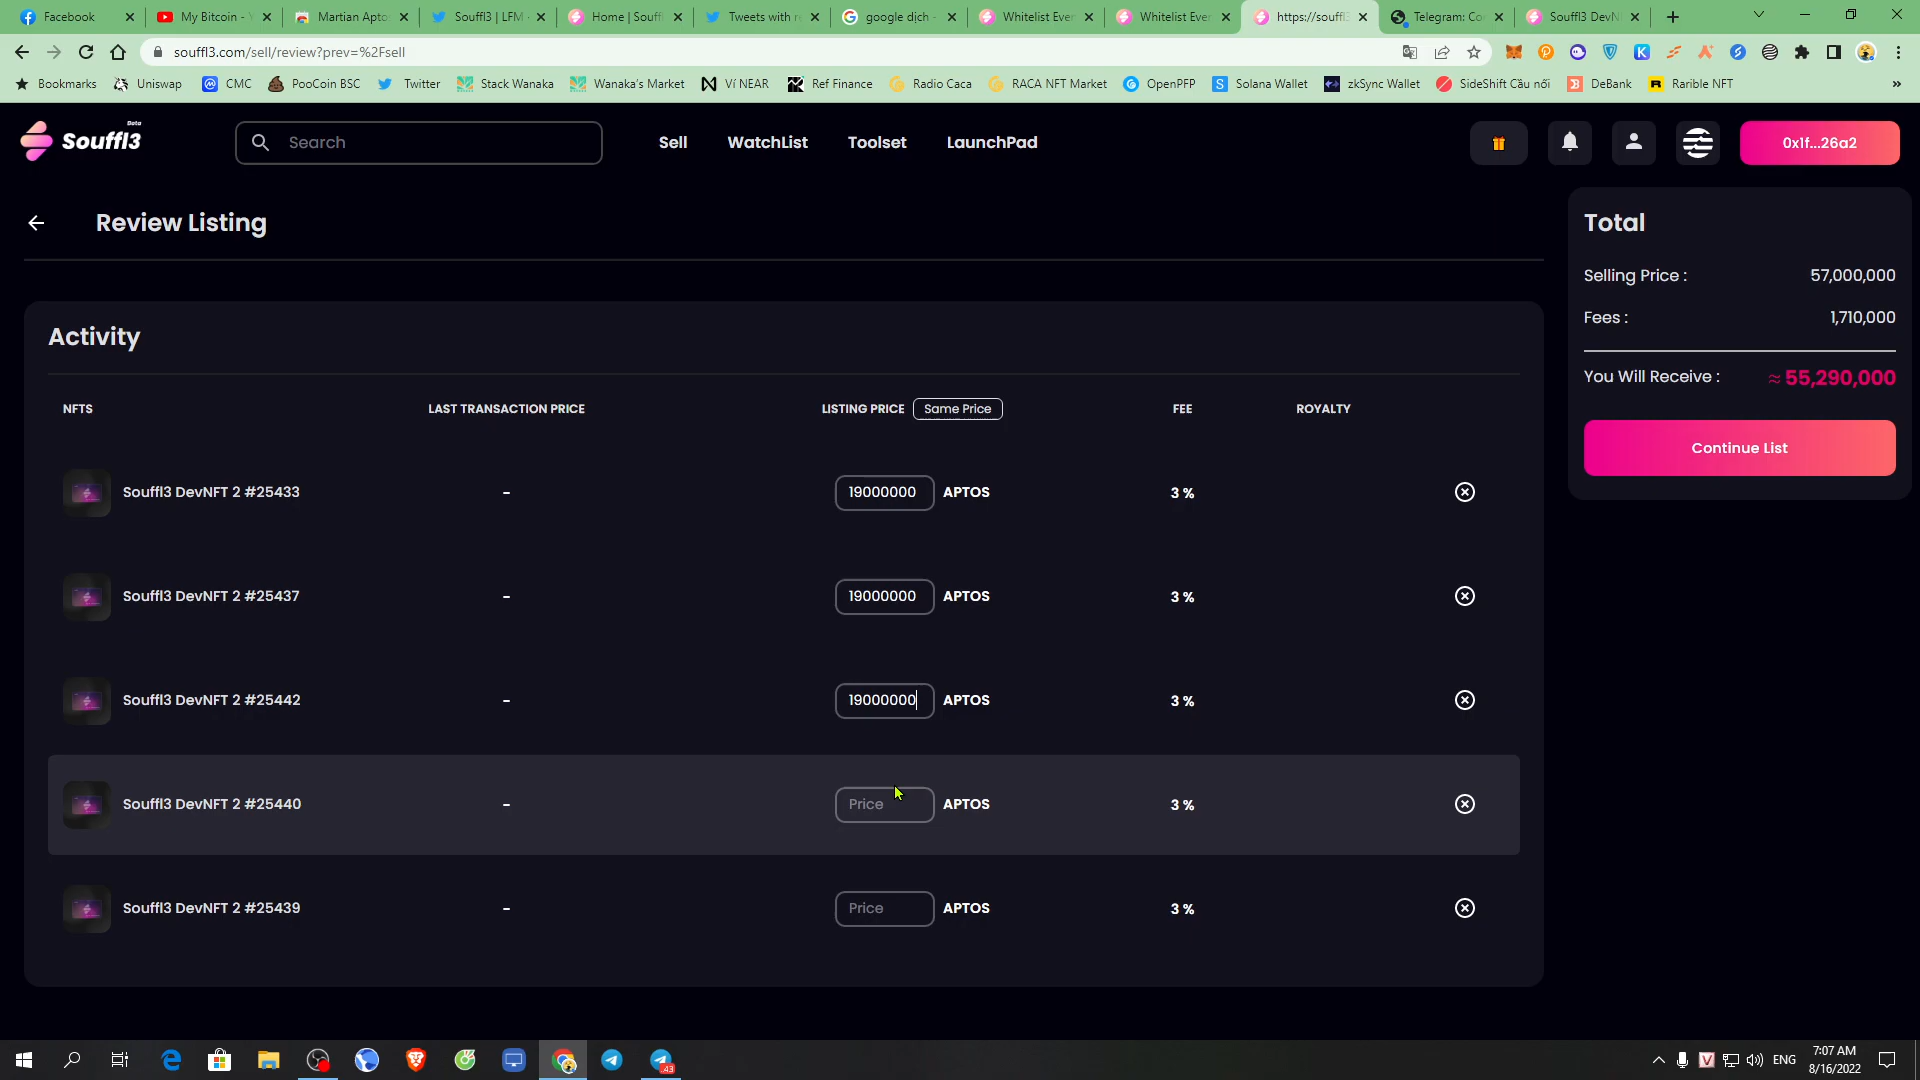 Facebook
My Bitcoin -
Martian Apto
Souffl3 | LFM
Home | Souff
Tweets with re
google dịch -
Whitelist Ever
Whitelist Ever
https://souffl3
Telegram: Co
Souffl3 DevN
souffl3.com/sell/review?prev=%2Fsell
Bookmarks
Uniswap
CMC
PooCoin BSC
Twitter
Stack Wanaka
Wanaka's Market
Ví NEAR
Ref Finance
Radio Caca
RACA NFT Market
OpenPFP
Solana Wallet
zkSync Wallet
SideShift Cầu nối
DeBank
Rarible NFT
»
Souffl3
Beta
Search
Sell
WatchList
Toolset
LaunchPad
0x1f...26a2
Review Listing
Activity
NFTS
LAST TRANSACTION PRICE
LISTING PRICE
Same Price
FEE
ROYALTY
Souffl3 DevNFT 2 #25433
-
19000000
APTOS
3 %
Souffl3 DevNFT 2 #25437
-
19000000
APTOS
3 %
Souffl3 DevNFT 2 #25442
-
19000000
APTOS
3 %
Souffl3 DevNFT 2 #25440
-
Price
APTOS
3 %
Souffl3 DevNFT 2 #25439
-
Price
APTOS
3 %
Total
Selling Price :
57,000,000
Fees :
1,710,000
You Will Receive :
≈ 55,290,000
Continue List
.43
ENG
7:07 AM
8/16/2022